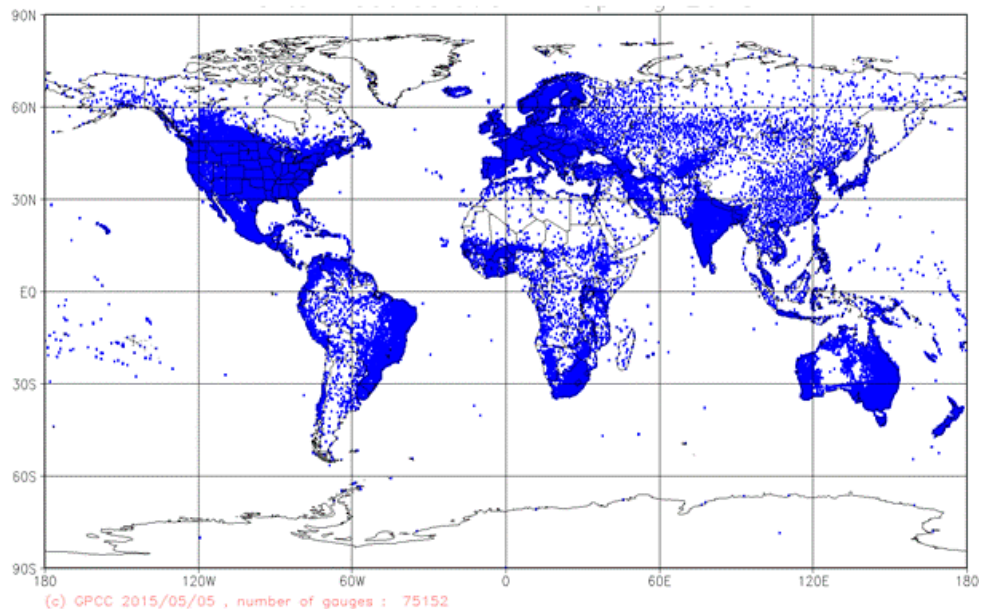 90N
60N
30N
EQ
30S
60S
90S
180 120W 60W 0 60E 120E 180
(c) GPCC 2015/05/05 , number of gauges : 75152